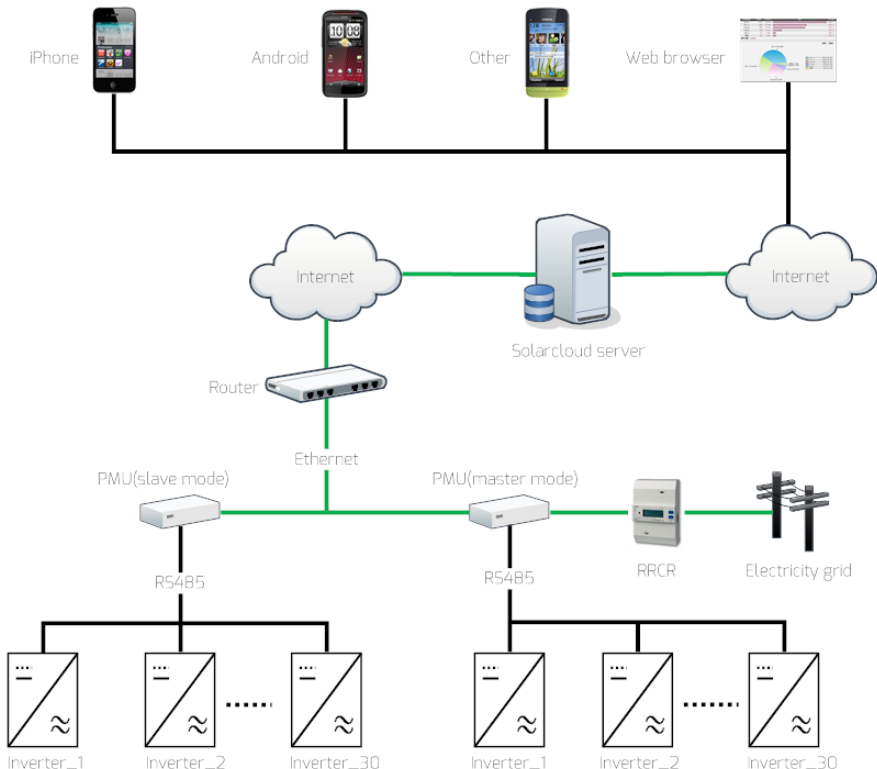 iPhone
Android
Other
Web browser
Internet
Internet
Solarcloud server
Router
Ethernet
PMU(slave mode)
PMU(master mode)
RS485
RS485
RRCR
Electricity grid
Inverter_1
Inverter_2
Inverter_30
Inverter_1
Inverter_2
Inverter_30